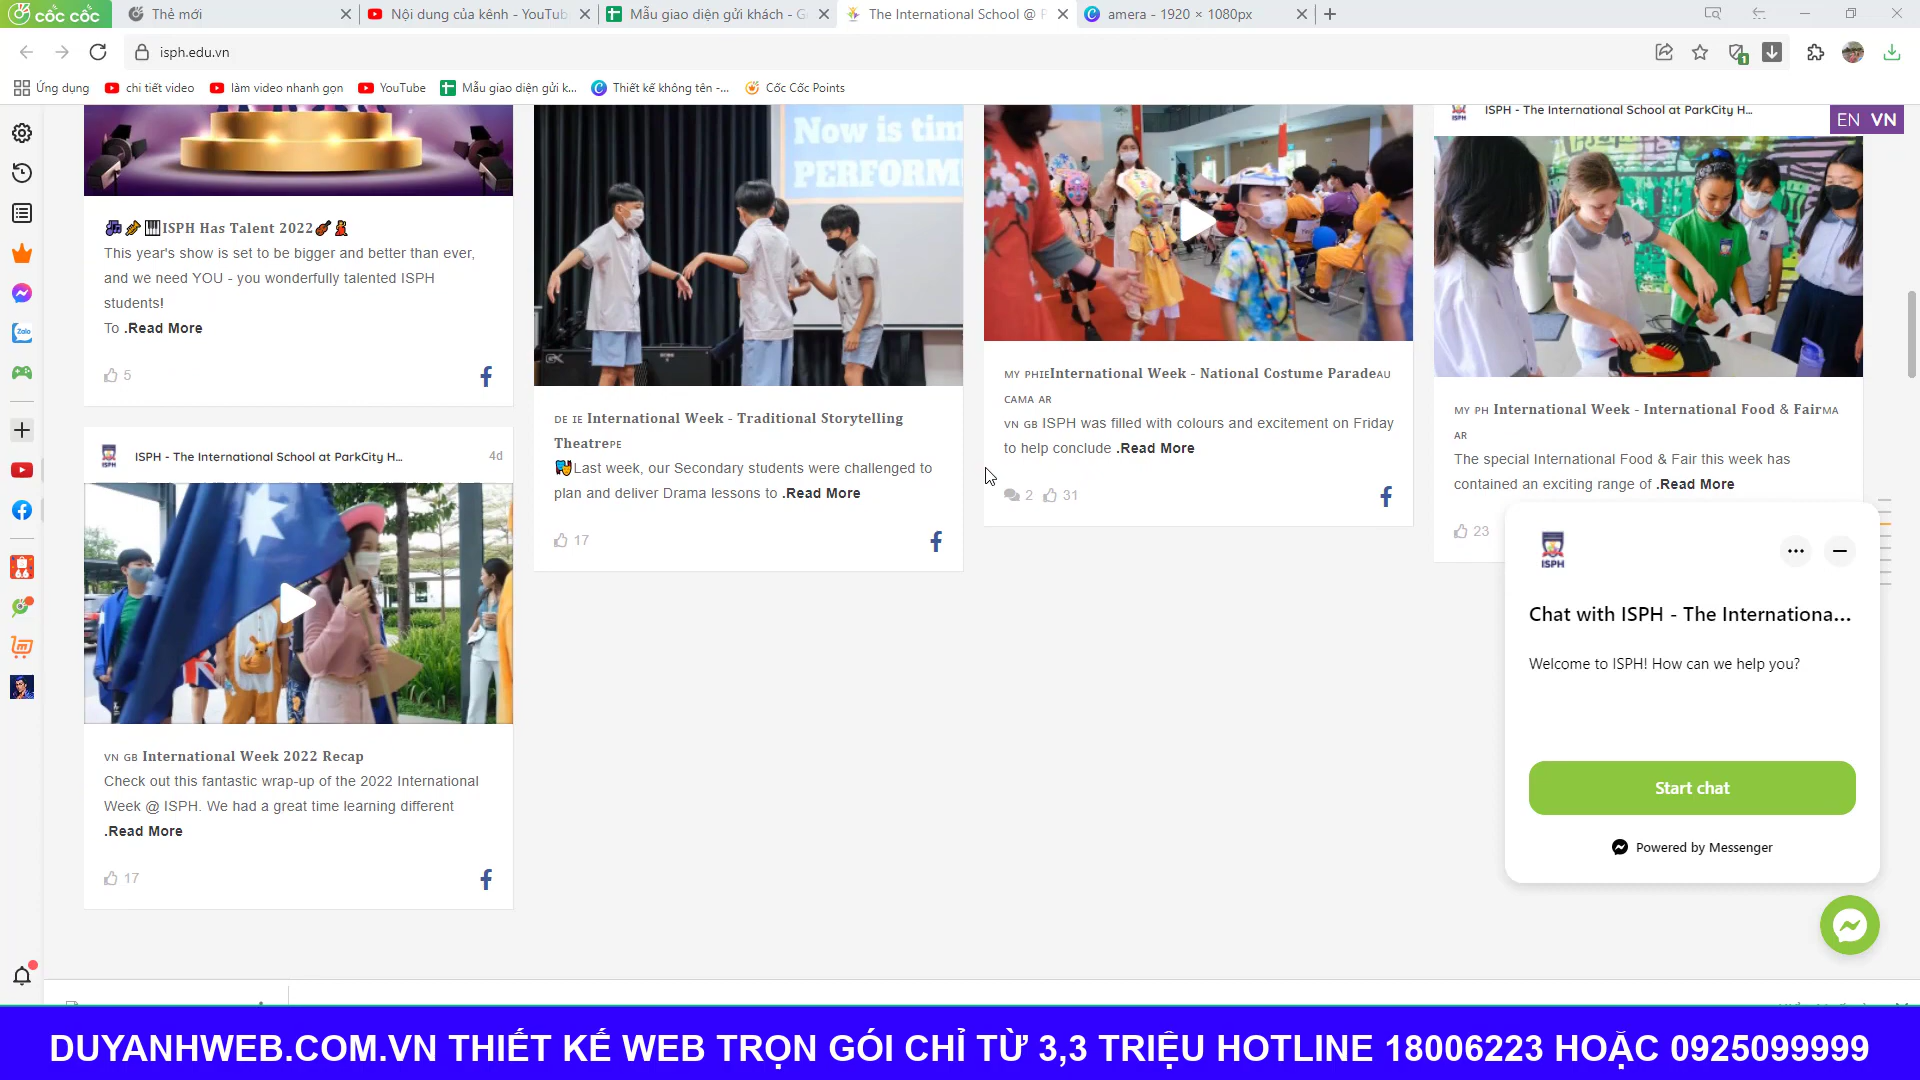 cốc cốc
Thẻ mới
Nội dung của kênh - YouTub
Mẫu giao diện gửi khách - G
The International School @ P
amera - 1920 × 1080px
isph.edu.vn
Ứng dụng
chi tiết video
làm video nhanh gọn
YouTube
Mẫu giao diện gửi k...
Thiết kế không tên -...
Cốc Cốc Points
EN VN
ISPH Has Talent 2022
This year's show is set to be bigger and better than ever,
and we need YOU - you wonderfully talented ISPH
students!
To .Read More
5
ISPH - The International School at ParkCity H...
4d
VN GB International Week 2022 Recap
Check out this fantastic wrap-up of the 2022 International
Week @ ISPH. We had a great time learning different
.Read More
17
Now is tim
PERFORM
DE IE International Week - Traditional Storytelling
TheatrePE
Last week, our Secondary students were challenged to
plan and deliver Drama lessons to .Read More
17
MY PHIEInternational Week - National Costume ParadeAU
CAMA AR
VN GB ISPH was filled with colours and excitement on Friday
to help conclude .Read More
2
31
ISPH - The International School at ParkCity H...
MY PH International Week - International Food & FairMA
AR
The special International Food & Fair this week has
contained an exciting range of .Read More
23
ISPH
Chat with ISPH - The Internationa...
Welcome to ISPH! How can we help you?
Start chat
Powered by Messenger
Zalo
DUYANHWEB.COM.VN THIẾT KẾ WEB TRỌN GÓI CHỈ TỪ 3,3 TRIỆU HOTLINE 18006223 HOẶC 0925099999